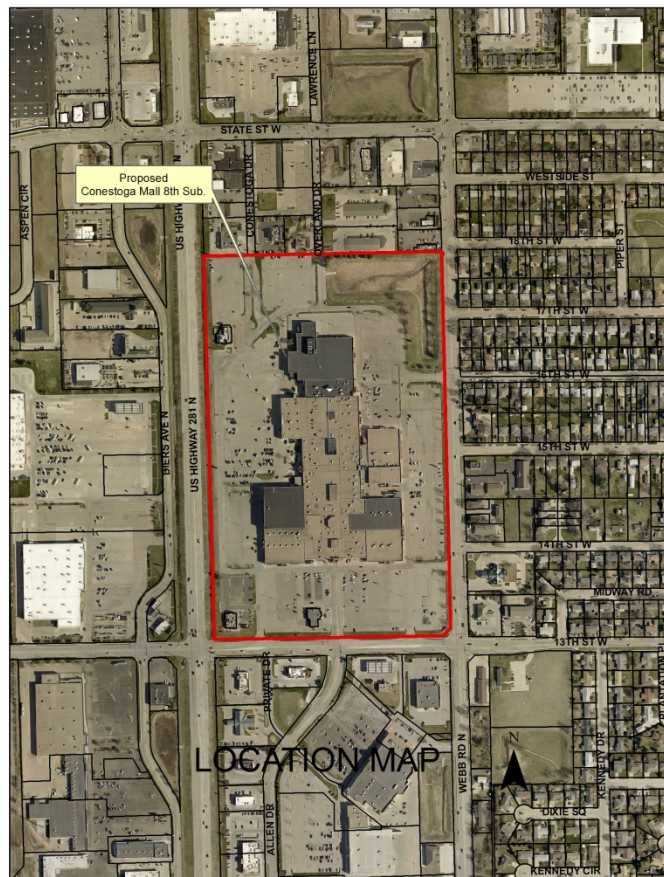 LAWRENCE LN
STATE ST W
Proposed
Conestoga Mall 8th Sub.
WESTSIDE ST
ASPEN CIR
US HIGHWAY
N
CONESTOGA DR
OVERLAND DR
18TH ST W
PIPER ST
17TH ST W
16TH ST W
DIERS AVE N
US HIGHWAY 281 N
15TH ST W
14TH ST W
MIDWAY RD
13TH ST W
PRIVATE DR
LOCATION MAP
WEBB RD N
N
KENNEDY DR
ALLEN DR
DIXIE SQ
KENNEDY CIR